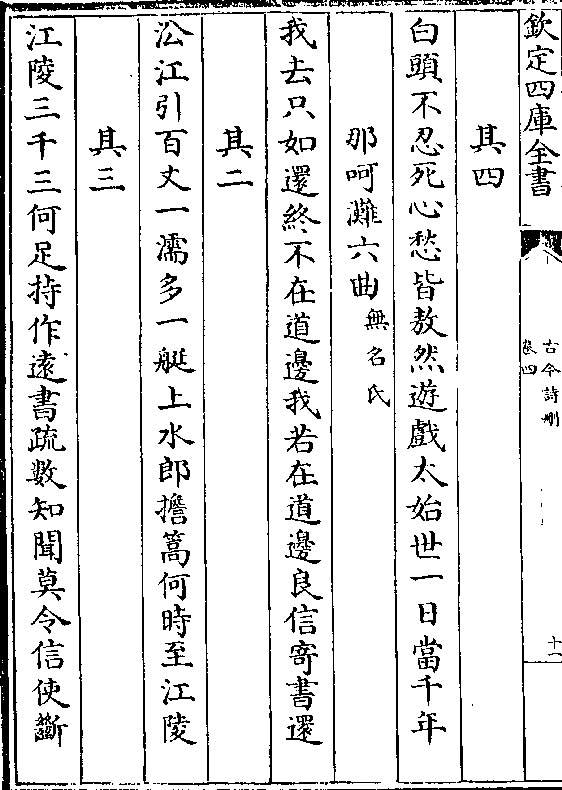 欽定四庫全書
古今詩刪
卷四
十一
其四
白頭不忍死心愁皆敖然遊戲太始世一日當千年
那呵灘六曲無名氏
我去只如還終不在道邊我若在道邊良信寄書還
其二
㳂江引百丈一濡多一艇上水郎擔篙何時至江陵
其三
江陵三千三何足持作遠書疏數知聞莫令信使斷